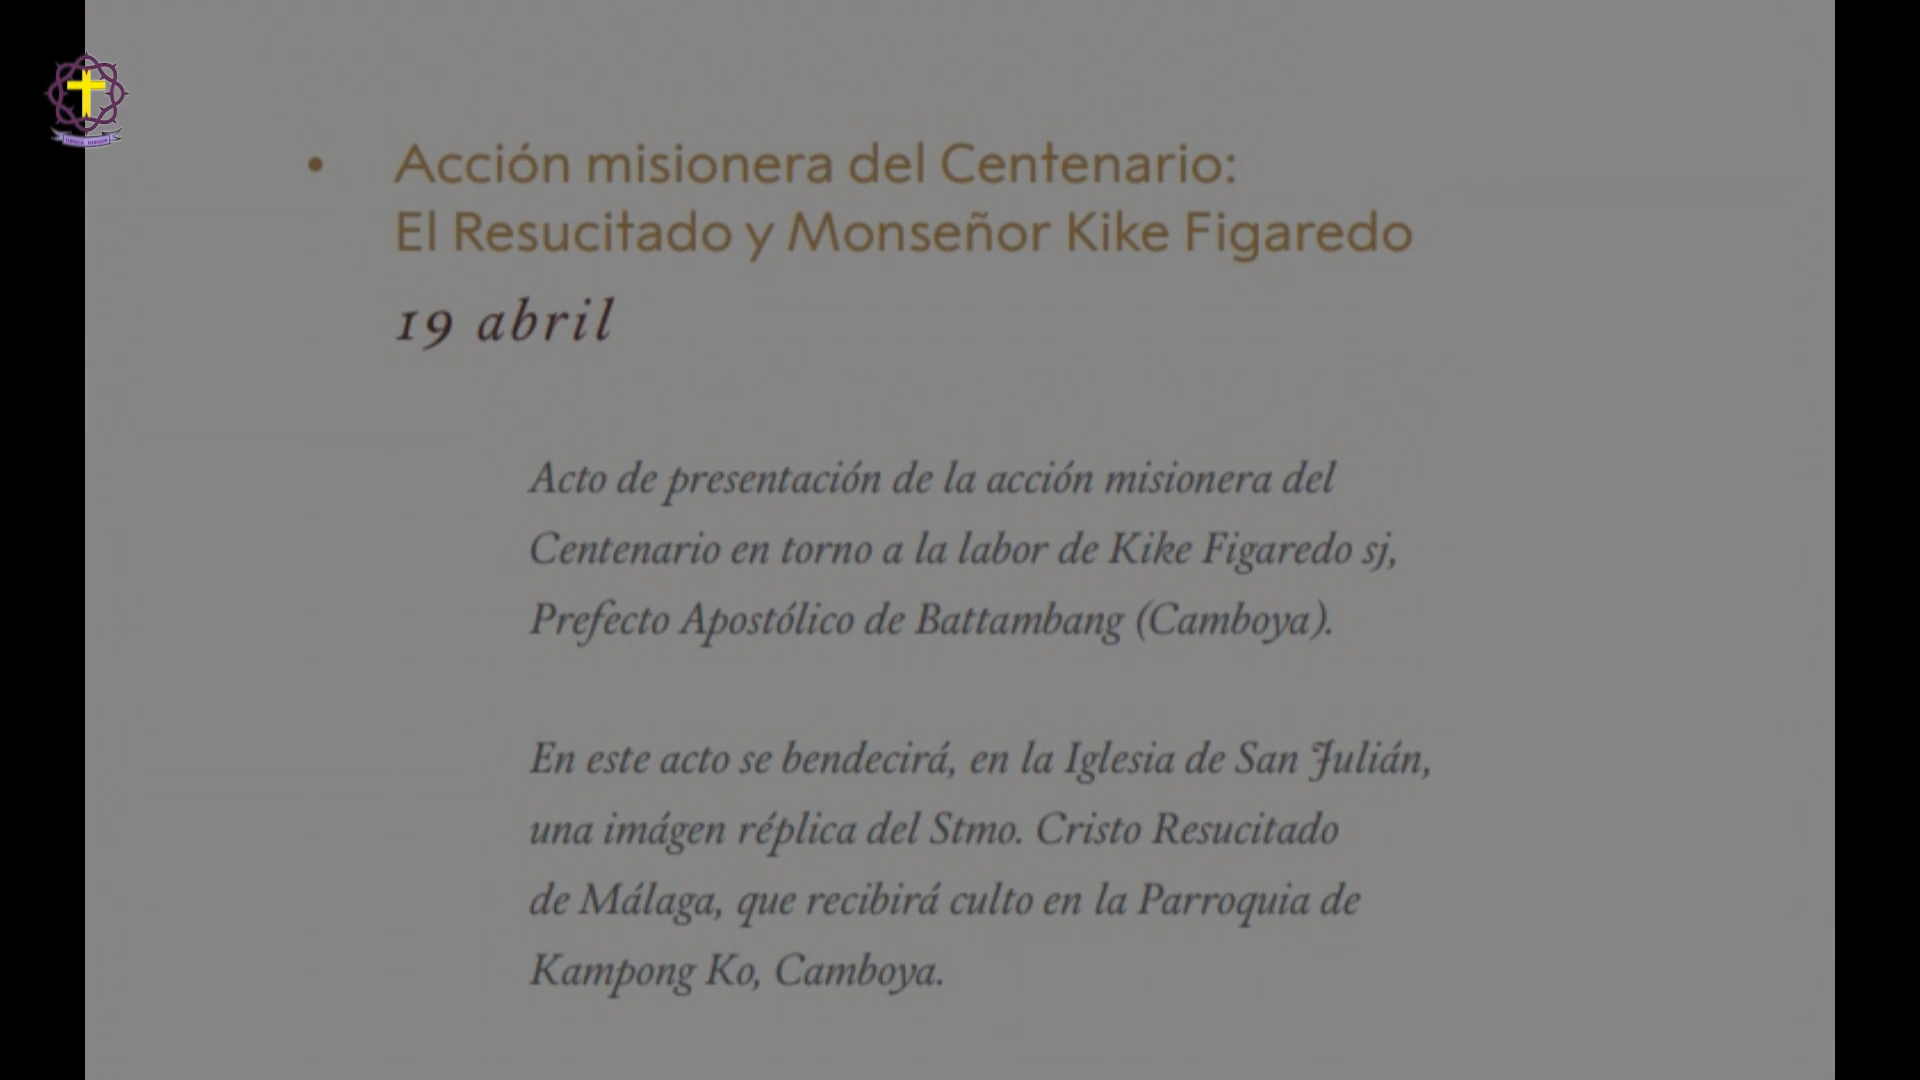 • Acción misionera del Centenario:
El Resucitado y Monseñor Kike Figaredo
19 abril
Acto de presentación de la acción misionera del
Centenario en torno a la labor de Kike Figaredo sj,
Prefecto Apostólico de Battambang (Camboya).
En este acto se bendecirá, en la Iglesia de San Julián,
una imágen réplica del Stmo. Cristo Resucitado
de Málaga, que recibirá culto en la Parroquia de
Kampong Ko, Camboya.